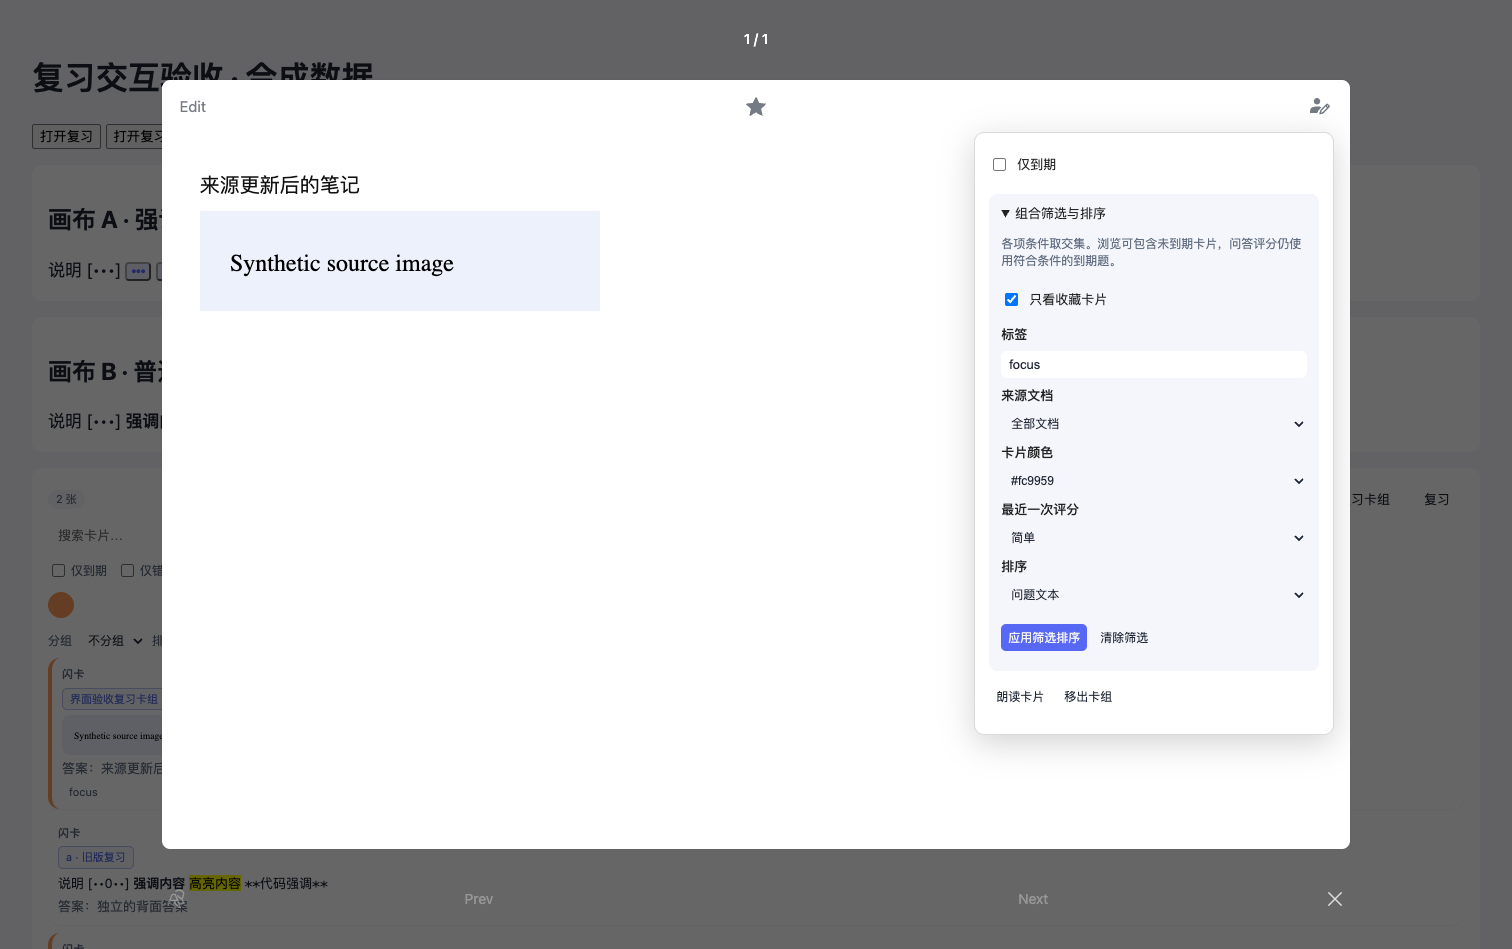 1 / 1
复习交互验收 · 合成数据
打开复习
Edit
仅到期
来源更新后的笔记
组合筛选与排序
各项条件取交集。浏览可包含未到期卡片，问答评分仍使
用符合条件的到期题。
Synthetic source image
只看收藏卡片
标签
focus
来源文档
全部文档
卡片颜色
#fc9959
最近一次评分
简单
排序
问题文本
应用筛选排序 清除筛选
朗读卡片 移出卡组
打开复
画布 A · 强
说明 [···] •••
画布 B · 普
说明 [···] 强调
2 张
习卡组 复习
搜索卡片...
仅到期 仅错
分组 不分组 排
闪卡
界面验收复习卡组
Synthetic source image
答案：来源更新后
focus
闪卡
a · 旧版复习
说明 [··0··] 强调内容 高亮内容 **代码强调**
答案：独立的背面答案
Prev Next
闪卡